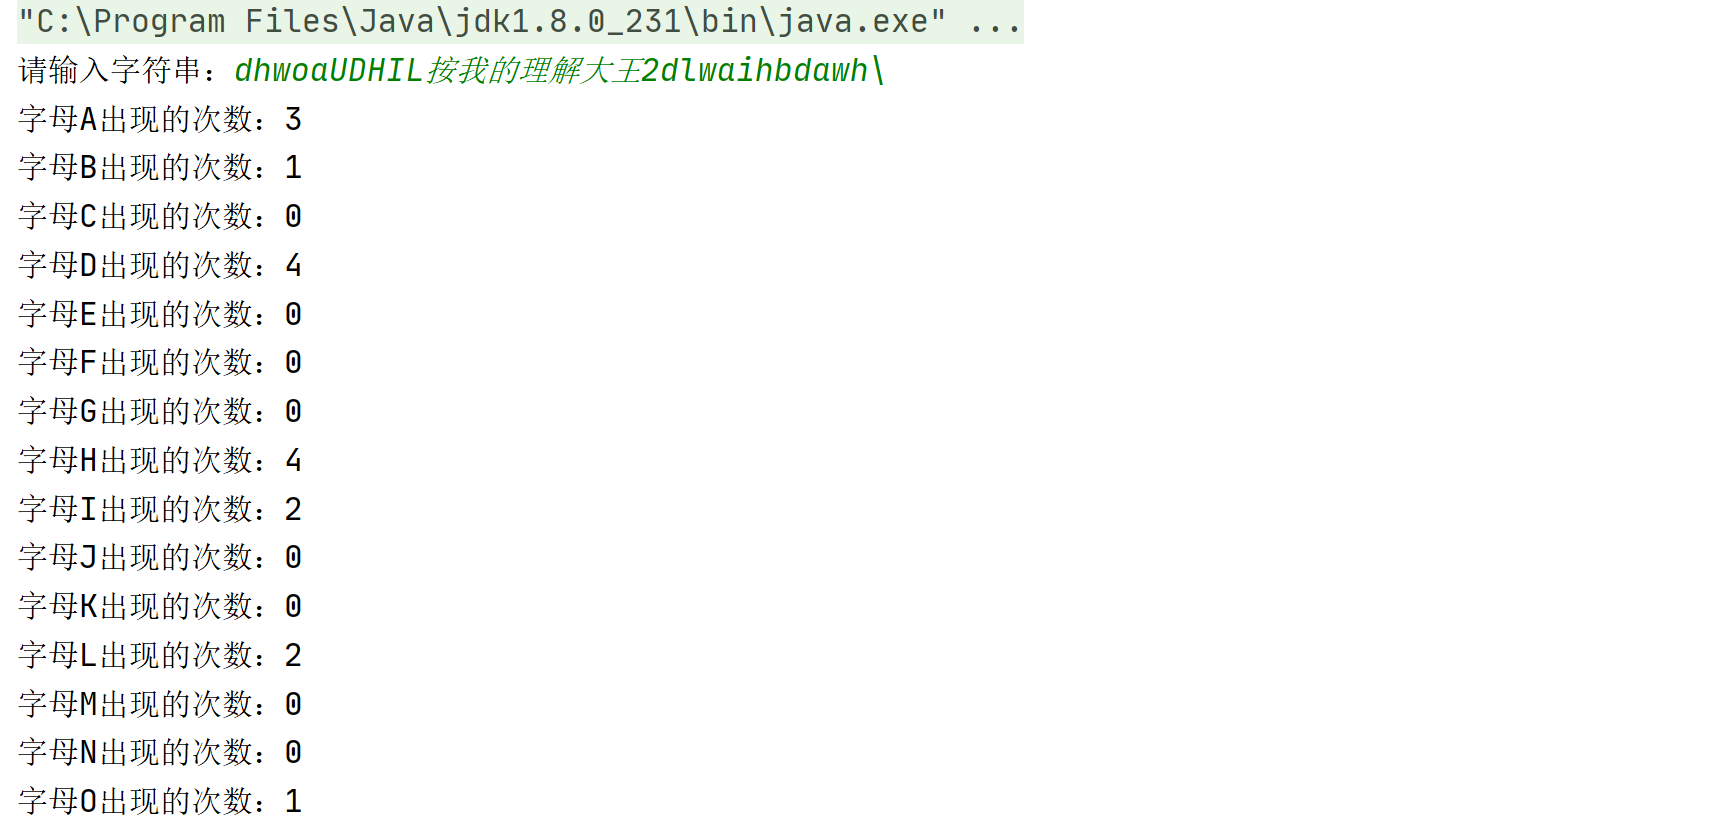 "C:\Program Files\Java\jdk1.8.0_231\bin\java.exe" ...
请输入字符串：dhwoaUDHIL按我的理解大王2dlwaihbdawh\
字母A出现的次数：3
字母B出现的次数：1
字母C出现的次数：0
字母D出现的次数：4
字母E出现的次数：0
字母F出现的次数：0
字母G出现的次数：0
字母H出现的次数：4
字母I出现的次数：2
字母J出现的次数：0
字母K出现的次数：0
字母L出现的次数：2
字母M出现的次数：0
字母N出现的次数：0
字母O出现的次数：1